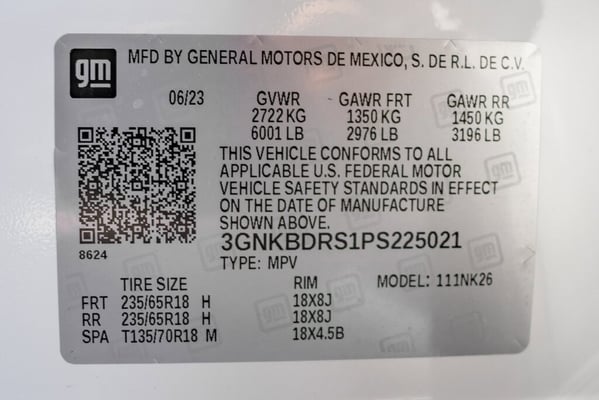 gm MFD BY GENERAL MOTORS DE MEXICO, S. DE R.L. DE C.V.
06/23 GVWR GAWR FRT GAWR RR
2722 KG 1350 KG 1450 KG
6001 LB 2976 LB 3196 LB
THIS VEHICLE CONFORMS TO ALL
APPLICABLE U.S. FEDERAL MOTOR
VEHICLE SAFETY STANDARDS IN EFFECT
ON THE DATE OF MANUFACTURE
SHOWN ABOVE.
3GNKBDRS1PS225021
8624 TYPE: MPV MODEL: 111NK26
TIRE SIZE RIM
FRT 235/65R18 H 18X8J
RR 235/65R18 H 18X8J
SPA T135/70R18 M 18X4.5B